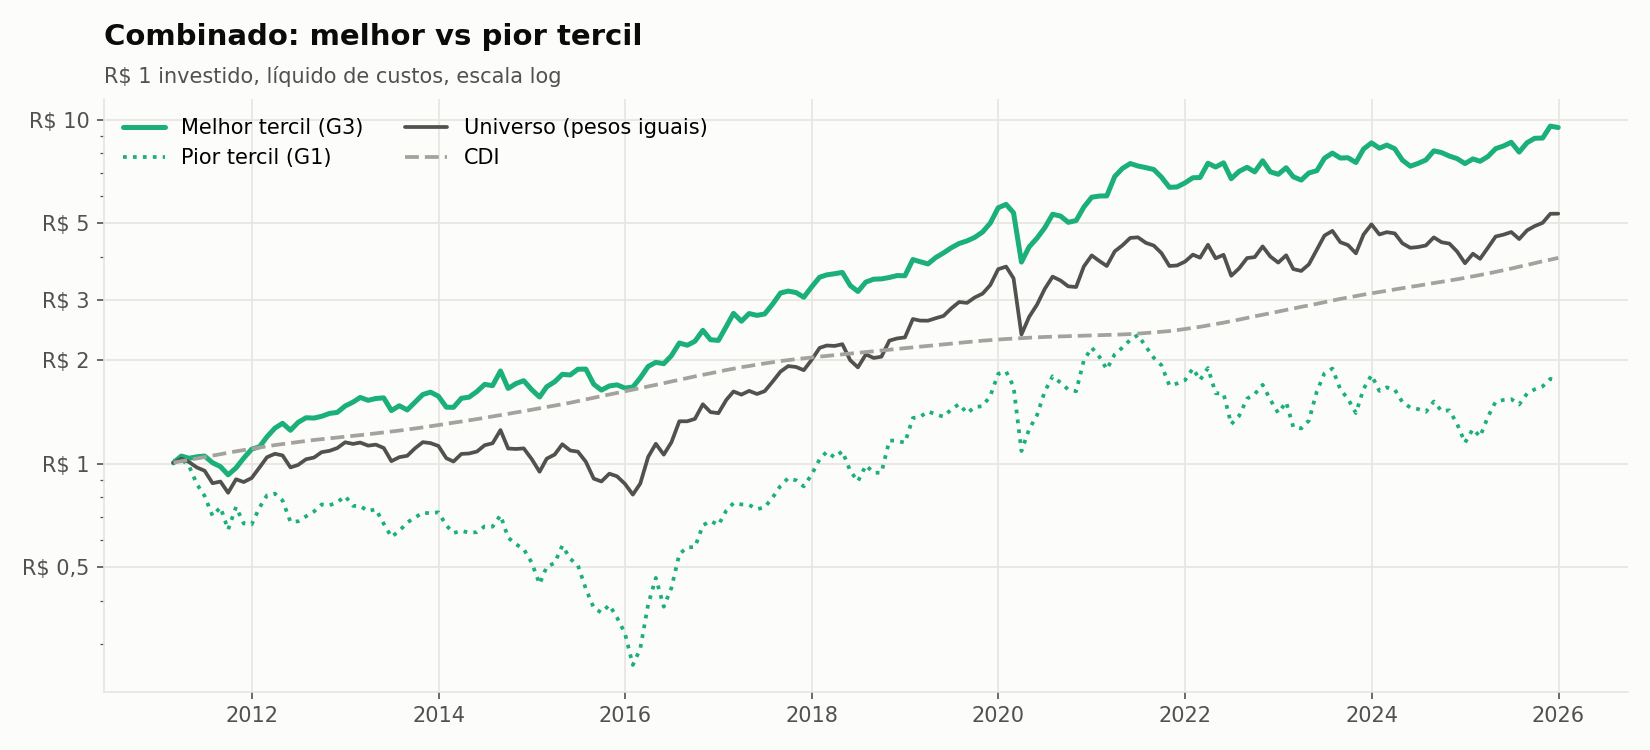 Combinado: melhor vs pior tercil
R$ 1 investido, líquido de custos, escala log
Melhor tercil (G3)
Pior tercil (G1)
Universo (pesos iguais)
CDI
R$ 10
R$ 5
R$ 3
R$ 2
R$ 1
R$ 0,5
2012 2014 2016 2018 2020 2022 2024 2026